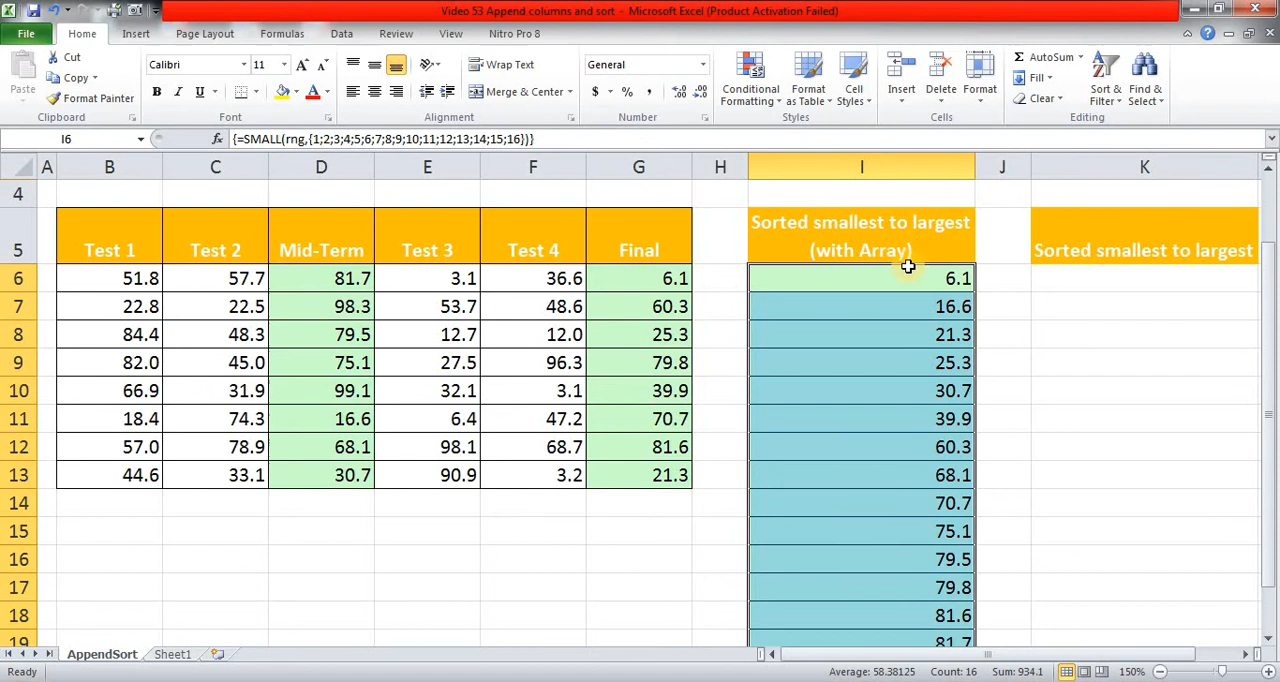 Video 53 Append columns and sort - Microsoft Excel (Product Activation Failed)
File Home Insert Page Layout Formulas Data Review View Nitro Pro 8
Cut
Copy
Format Painter
Paste
Clipboard
Calibri 11
B I U
Font
Wrap Text
Merge & Center
Alignment
General
$ % ,
Number
Conditional Formatting
Format as Table
Cell Styles
Styles
Insert Delete Format
Cells
AutoSum
Fill
Clear
Sort & Filter
Find & Select
Editing
I6 fx {=SMALL(rng,{1;2;3;4;5;6;7;8;9;10;11;12;13;14;15;16})}
A B C D E F G H I J K
4
5 Test 1 Test 2 Mid-Term Test 3 Test 4 Final Sorted smallest to largest (with Array) Sorted smallest to largest
6 51.8 57.7 81.7 3.1 36.6 6.1 6.1
7 22.8 22.5 98.3 53.7 48.6 60.3 16.6
8 84.4 48.3 79.5 12.7 12.0 25.3 21.3
9 82.0 45.0 75.1 27.5 96.3 79.8 25.3
10 66.9 31.9 99.1 32.1 3.1 39.9 30.7
11 18.4 74.3 16.6 6.4 47.2 70.7 39.9
12 57.0 78.9 68.1 98.1 68.7 81.6 60.3
13 44.6 33.1 30.7 90.9 3.2 21.3 68.1
14 70.7
15 75.1
16 79.5
17 79.8
18 81.6
19 81.7
AppendSort Sheet1
Ready Average: 58.38125 Count: 16 Sum: 934.1 150%